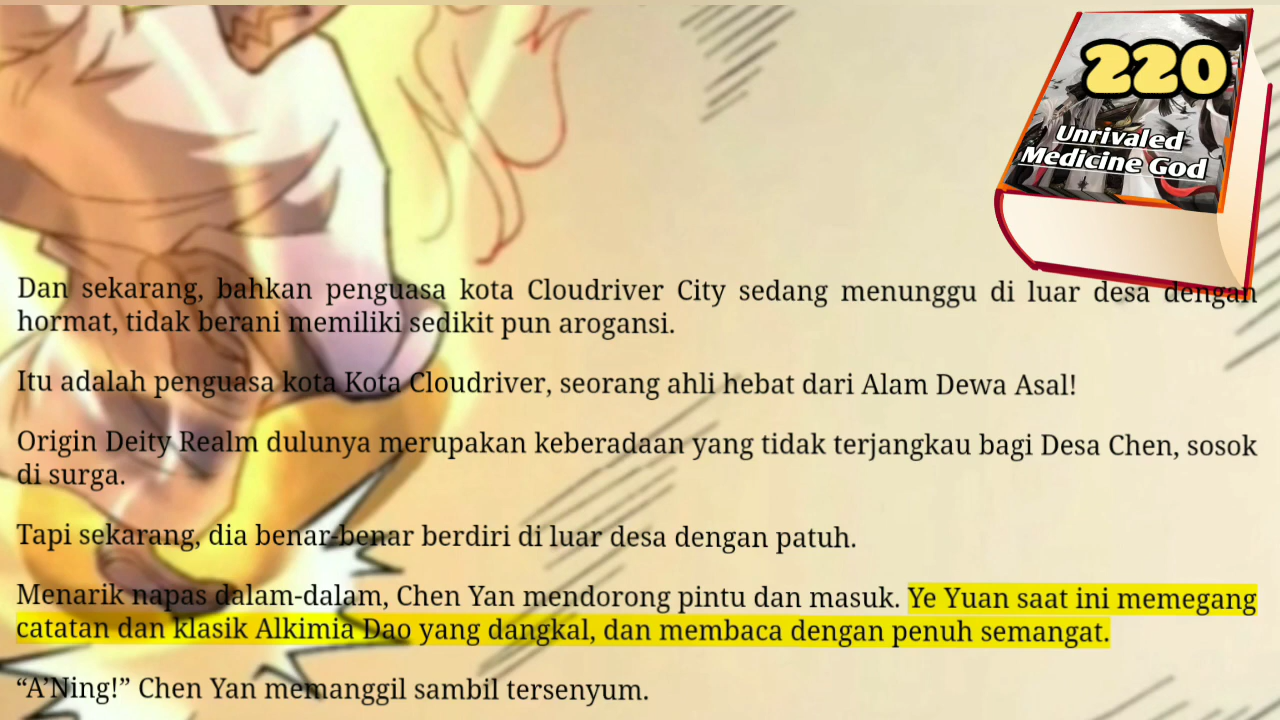 220
Unrivaled
Medicine God
Dan sekarang, bahkan penguasa kota Cloudriver City sedang menunggu di luar desa dengan
hormat, tidak berani memiliki sedikit pun arogansi.
Itu adalah penguasa kota Kota Cloudriver, seorang ahli hebat dari Alam Dewa Asal!
Origin Deity Realm dulunya merupakan keberadaan yang tidak terjangkau bagi Desa Chen, sosok
di surga.
Tapi sekarang, dia benar-benar berdiri di luar desa dengan patuh.
Menarik napas dalam-dalam, Chen Yan mendorong pintu dan masuk. Ye Yuan saat ini memegang
catatan dan klasik Alkimia Dao yang dangkal, dan membaca dengan penuh semangat.
“A’Ning!” Chen Yan memanggil sambil tersenyum.